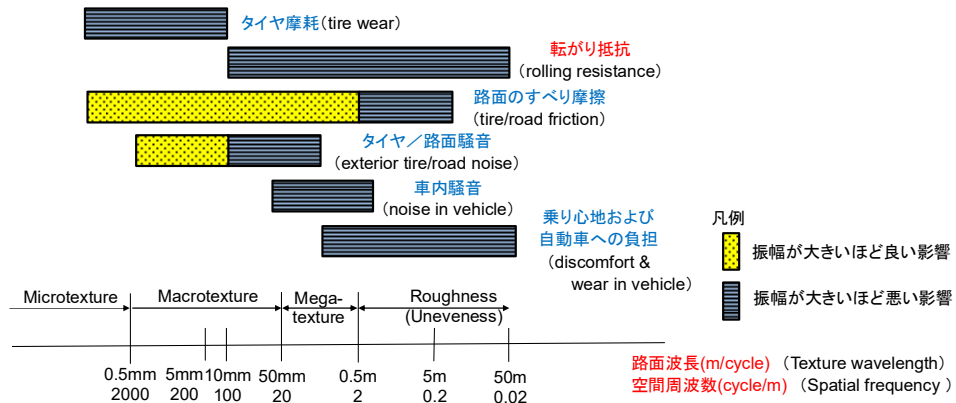 タイヤ摩耗(tire wear)
転がり抵抗
(rolling resistance)
路面のすべり摩擦
(tire/road friction)
タイヤ／路面騒音
(exterior tire/road noise)
車内騒音
(noise in vehicle)
乗り心地および
自動車への負担
(discomfort &
wear in vehicle)
凡例
振幅が大きいほど良い影響
振幅が大きいほど悪い影響
Microtexture
Macrotexture
Mega-
texture
Roughness
(Uneveness)
0.5mm 5mm 10mm 50mm 0.5m 5m 50m
2000 200 100 20 2 0.2 0.02
路面波長(m/cycle) （Texture wavelength）
空間周波数(cycle/m) （Spatial frequency ）